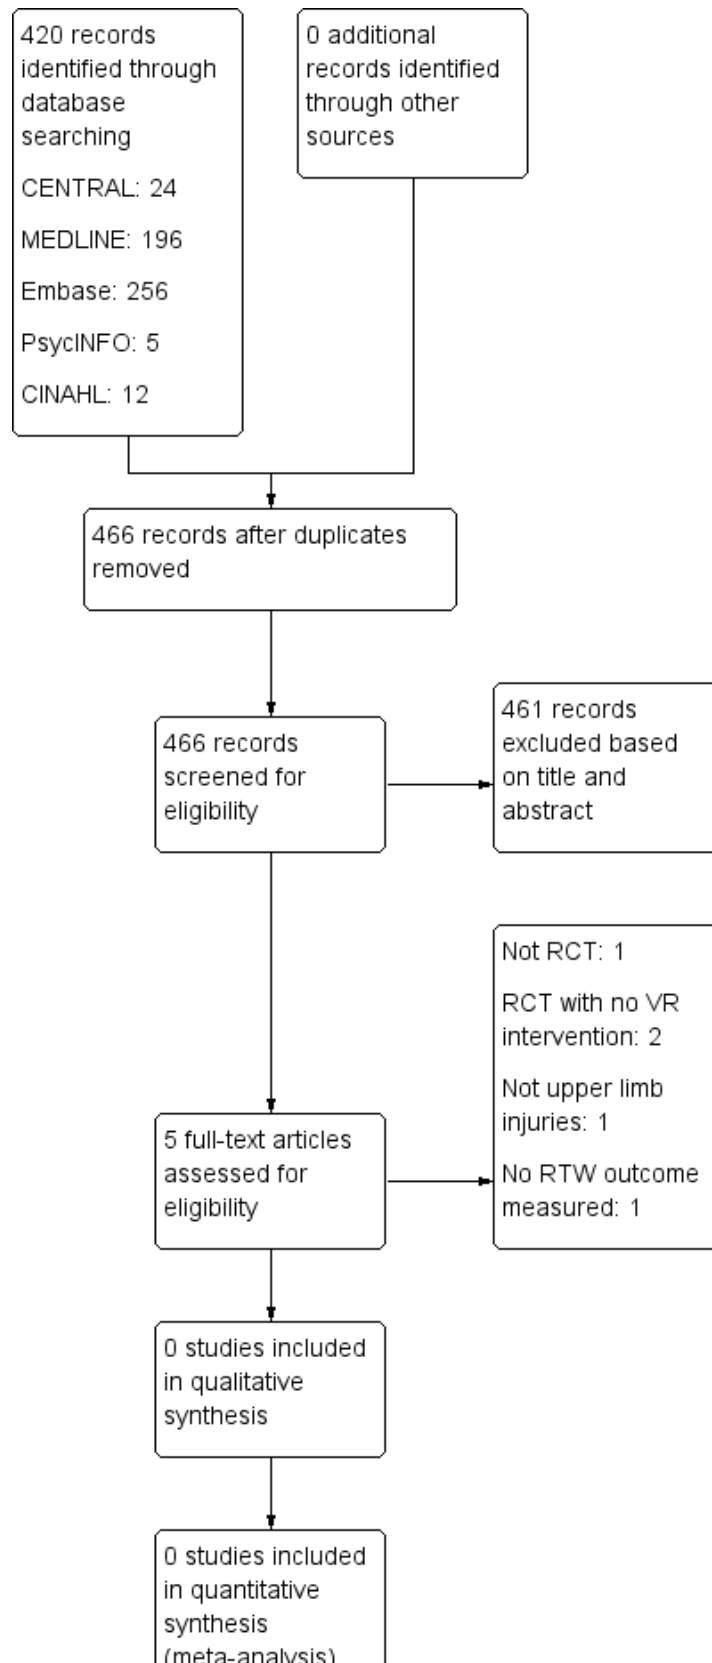 420 records
identified through
database
searching
CENTRAL: 24
MEDLINE: 196
Embase: 256
PsycINFO: 5
CINAHL: 12
0 additional
records identified
through other
sources
466 records after duplicates
removed
466 records
screened for
eligibility
461 records
excluded based
on title and
abstract
Not RCT: 1
RCT with no VR
intervention: 2
Not upper limb
injuries: 1
No RTW outcome
measured: 1
5 full-text articles
assessed for
eligibility
0 studies included
in qualitative
synthesis
0 studies included
in quantitative
synthesis
(meta-analysis)